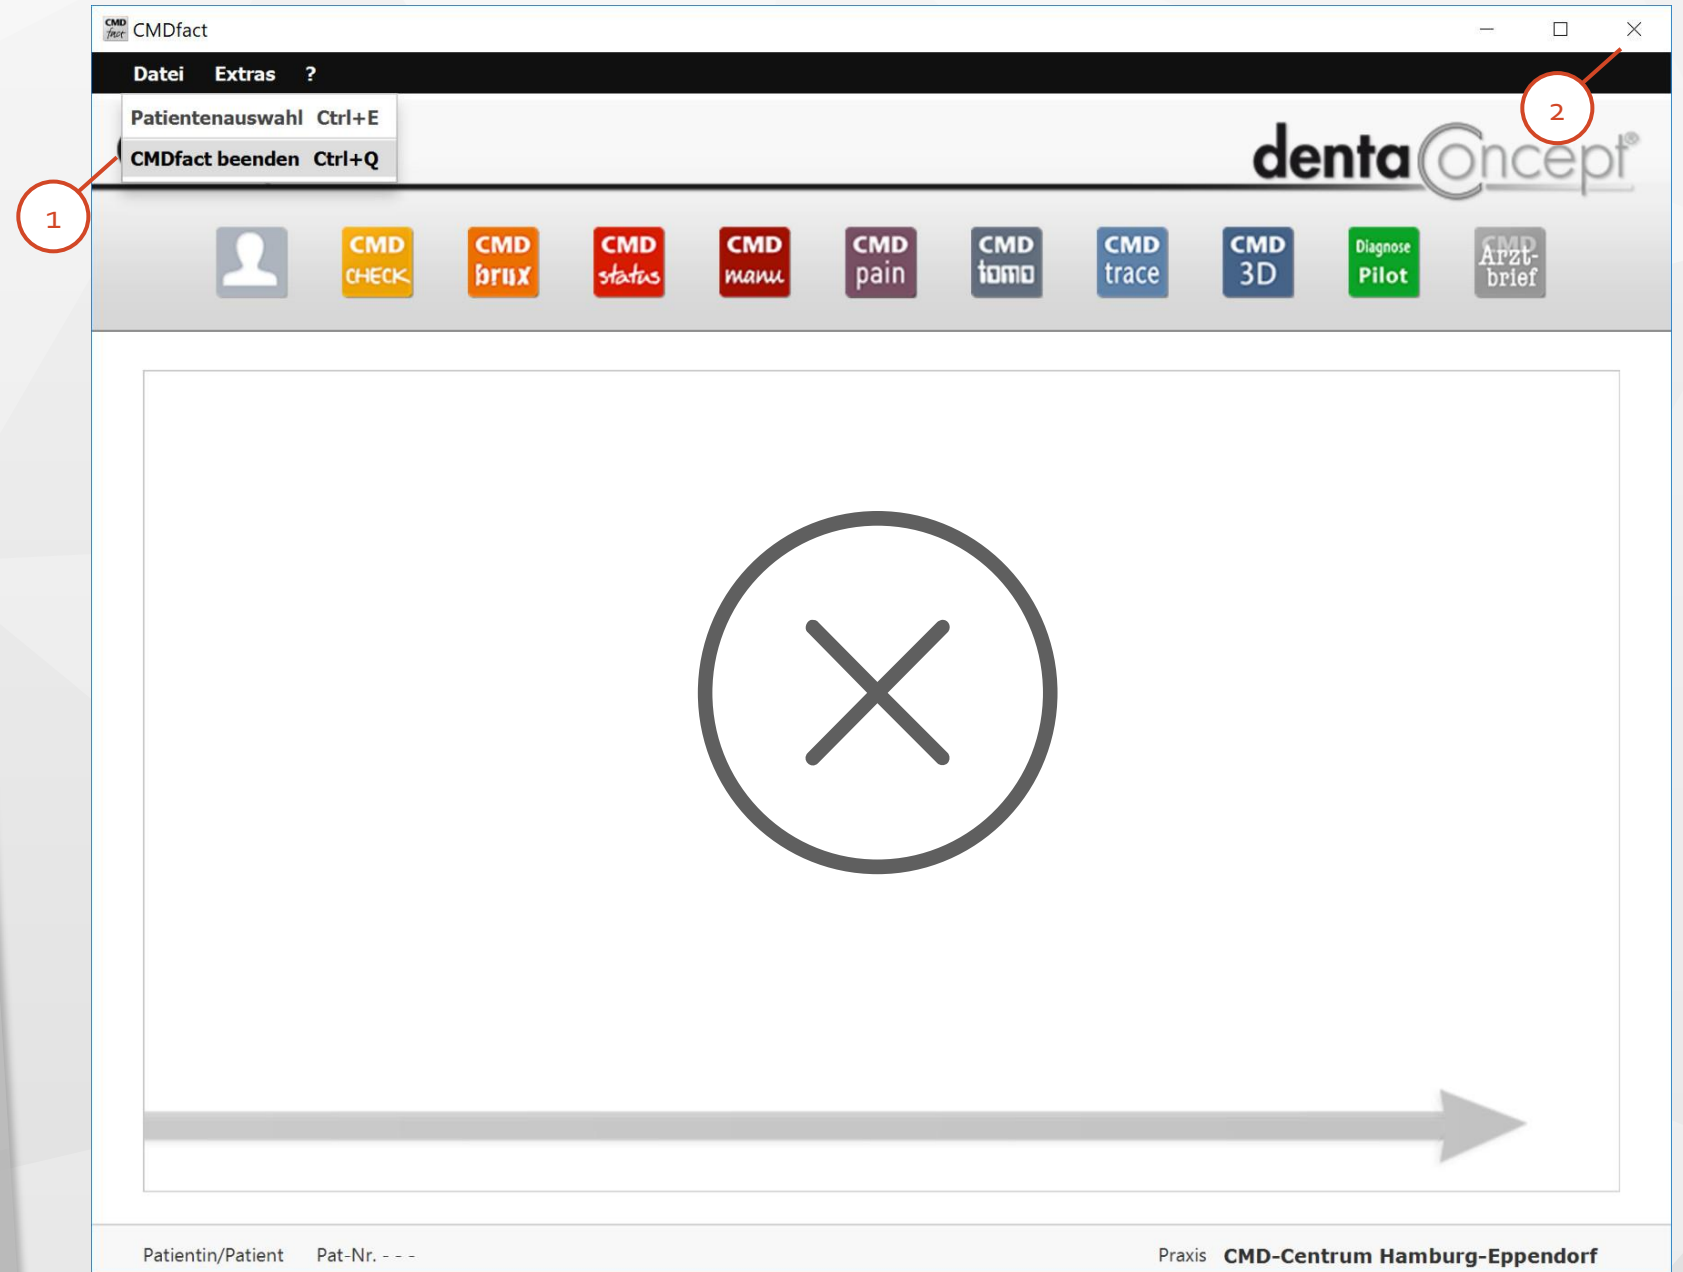 CMD
fact
CMDfact
Datei Extras ?
Patientenauswahl Ctrl+E
CMDfact beenden Ctrl+Q
1
2
dentaConcept®
CMD
CHECK
CMD
brux
CMD
status
CMD
manu
CMD
pain
CMD
tomo
CMD
trace
CMD
3D
Diagnose
Pilot
CMD
Arzt-
brief
Patientin/Patient Pat-Nr. - - -
Praxis CMD-Centrum Hamburg-Eppendorf